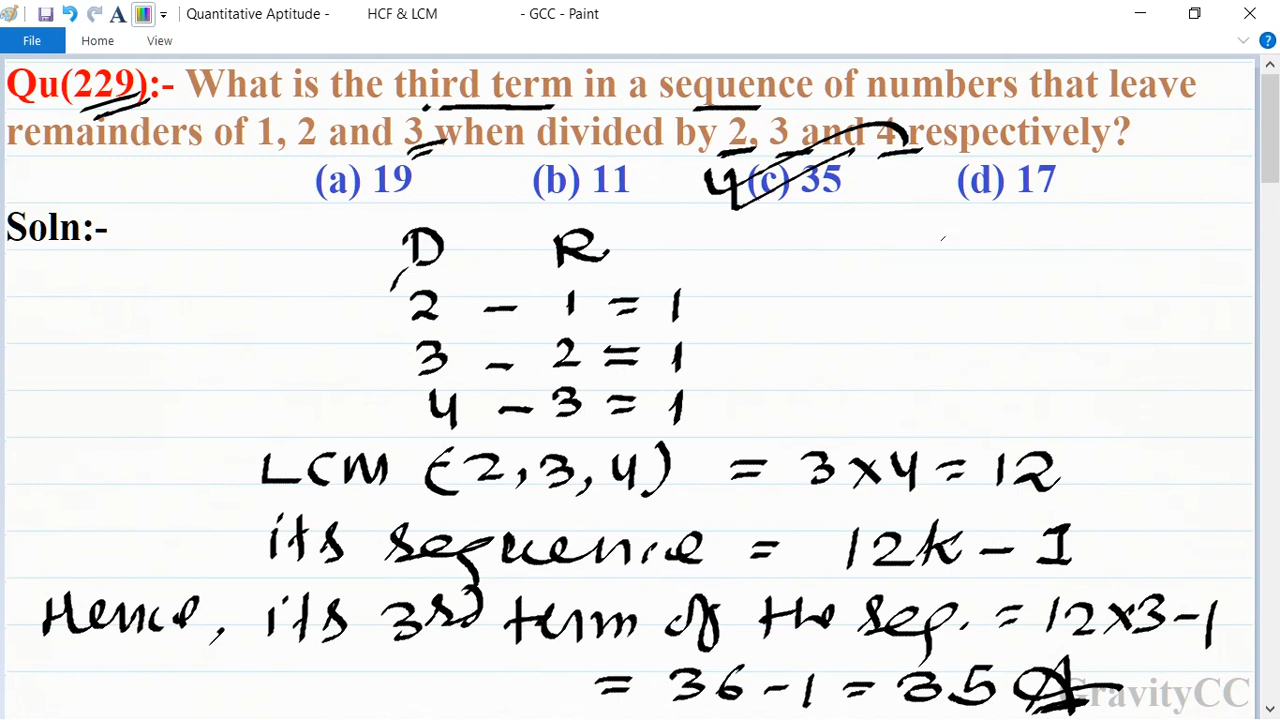 Quantitative Aptitude - HCF & LCM - GCC - Paint
File Home View
Qu(229):- What is the third term in a sequence of numbers that leave
remainders of 1, 2 and 3 when divided by 2, 3 and 4 respectively?
(a) 19 (b) 11 (c) 35 (d) 17
Soln:-
D R
2 - 1 = 1
3 - 2 = 1
4 - 3 = 1
LCM (2,3,4) = 3×4=12
its sequence = 12k - 1
Hence, its 3rd term of the seq. = 12×3-1
= 36-1=35
GravityCC